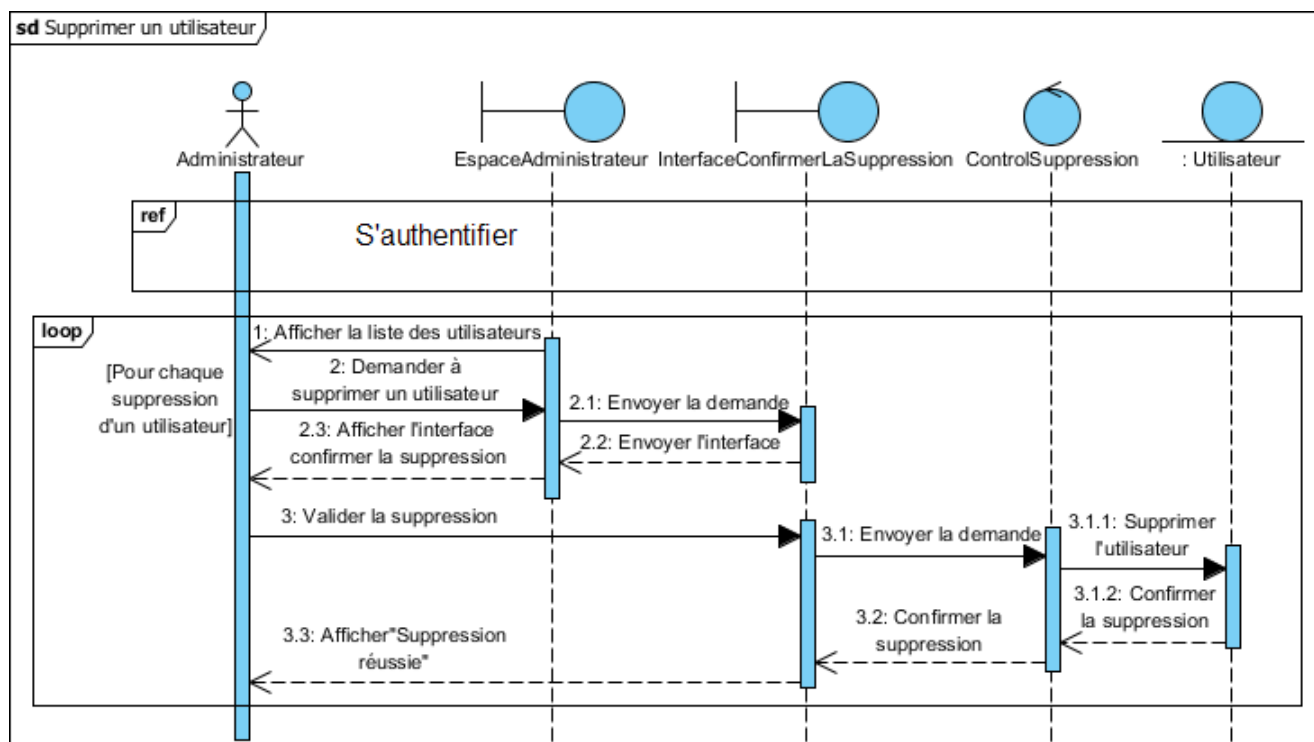 sd Supprimer un utilisateur
Administrateur
EspaceAdministrateur
InterfaceConfirmerLaSuppression
ControlSuppression
: Utilisateur
ref
S'authentifier
loop
[Pour chaque
suppression
d'un utilisateur]
1: Afficher la liste des utilisateurs
2: Demander à
supprimer un utilisateur
2.1: Envoyer la demande
2.2: Envoyer l'interface
2.3: Afficher l'interface
confirmer la suppression
3: Valider la suppression
3.1: Envoyer la demande
3.1.1: Supprimer
l'utilisateur
3.1.2: Confirmer
la suppression
3.2: Confirmer la
suppression
3.3: Afficher"Suppression
réussie"